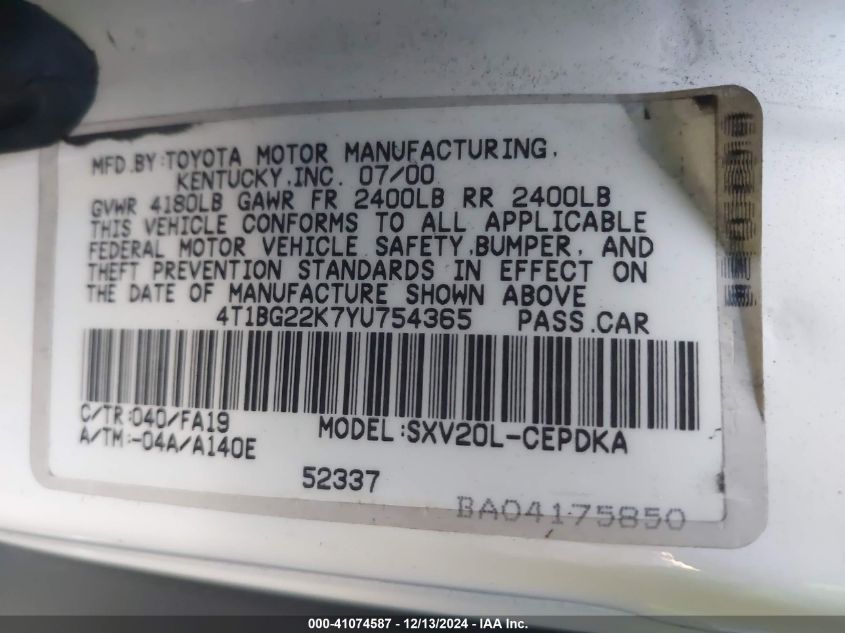 MFD.BY:TOYOTA MOTOR MANUFACTURING,
KENTUCKY,INC. 07/00
GVWR 4180LB GAWR FR 2400LB RR 2400LB
THIS VEHICLE CONFORMS TO ALL APPLICABLE
FEDERAL MOTOR VEHICLE SAFETY,BUMPER, AND
THEFT PREVENTION STANDARDS IN EFFECT ON
THE DATE OF MANUFACTURE SHOWN ABOVE
4T1BG22K7YU754365 PASS.CAR
C/TR:040/FA19
A/TM:-04A/A140E
MODEL:SXV20L-CEPDKA
52337
BA04175850
000-41074587 - 12/13/2024 - IAA Inc.